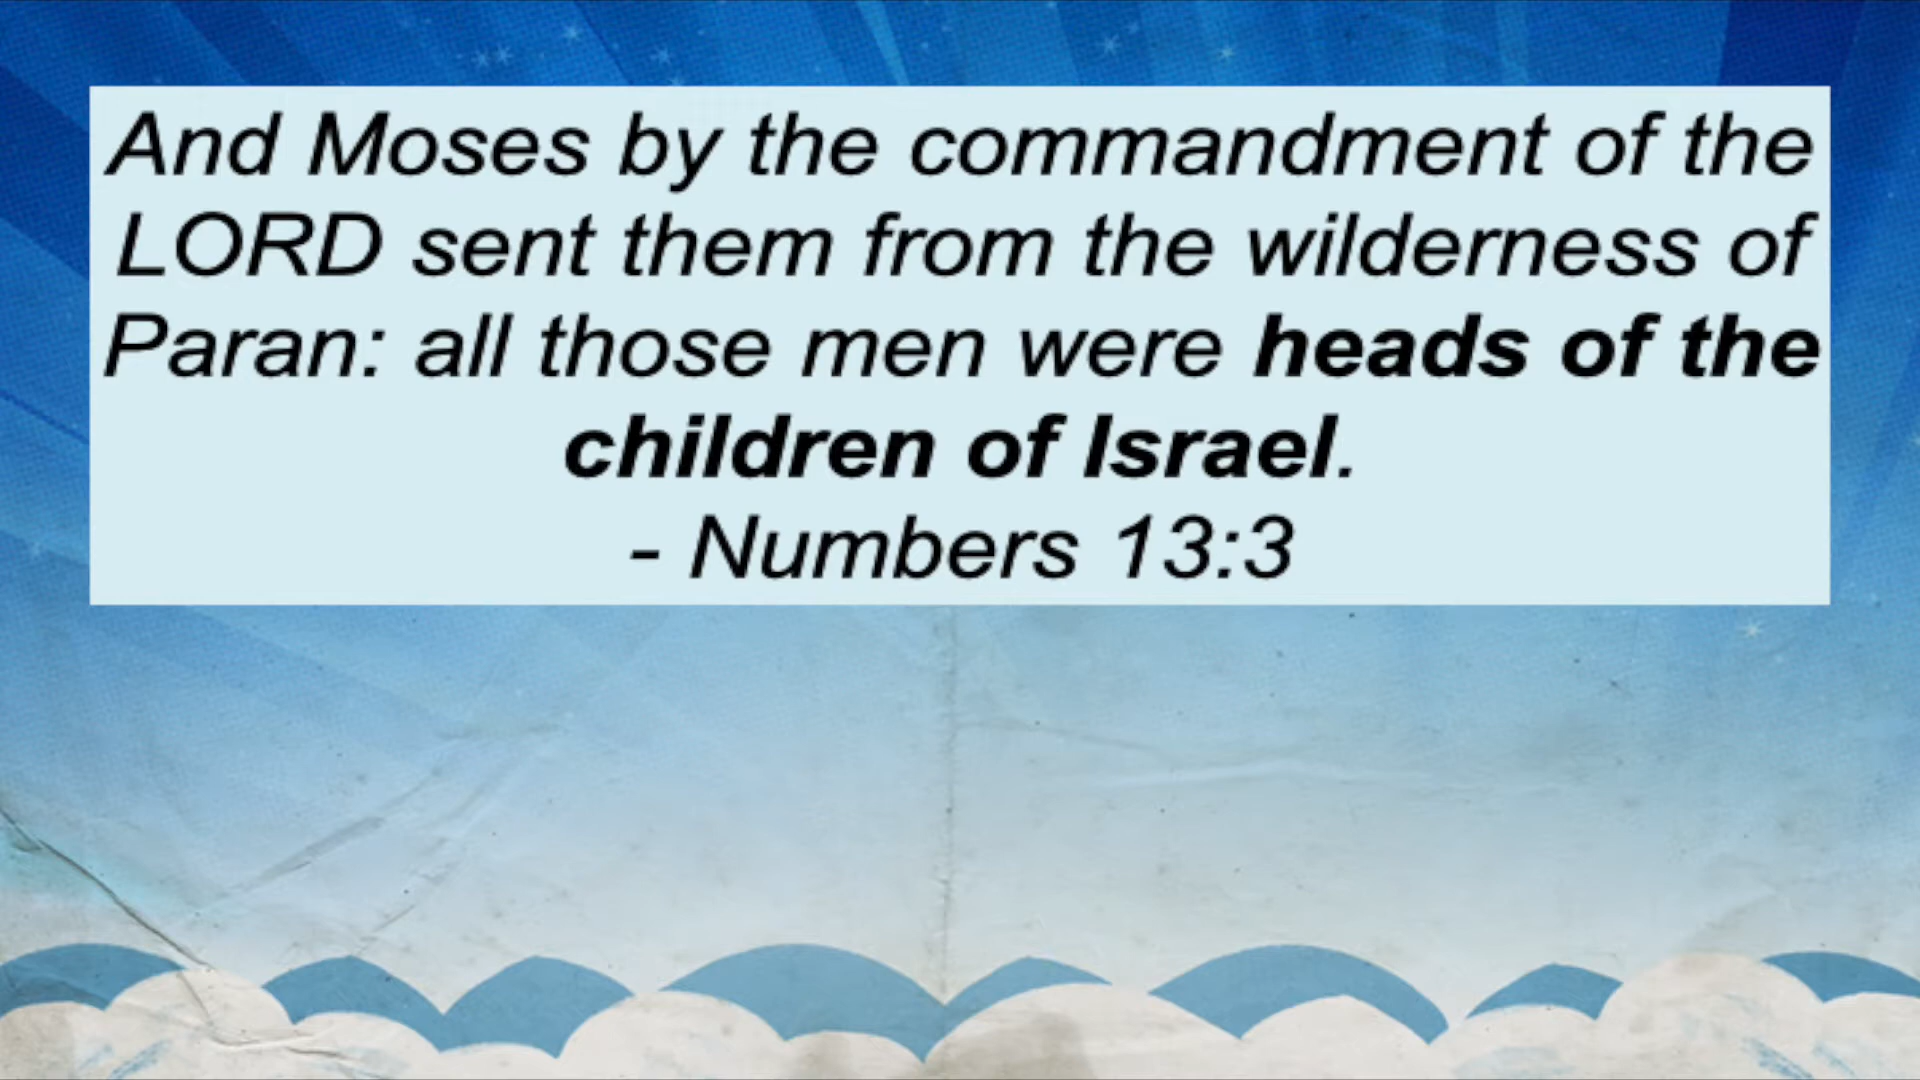 And Moses by the commandment of the
LORD sent them from the wilderness of
Paran: all those men were heads of the
children of Israel.
- Numbers 13:3